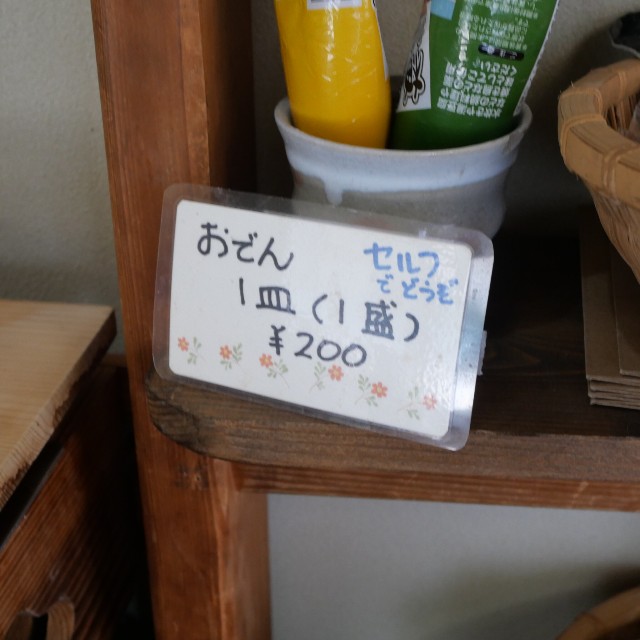 おでん
セルフ
でどうぞ
1皿(1盛)
¥200